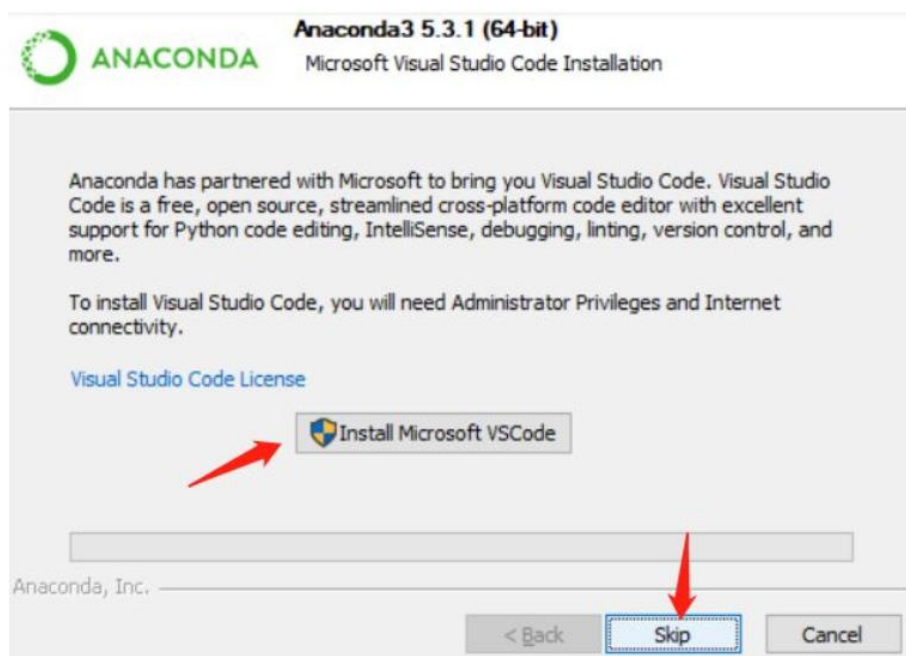 Anaconda3 5.3.1 (64-bit)
ANACONDA
Microsoft Visual Studio Code Installation
Anaconda has partnered with Microsoft to bring you Visual Studio Code. Visual Studio
Code is a free, open source, streamlined cross-platform code editor with excellent
support for Python code editing, IntelliSense, debugging, linting, version control, and
more.
To install Visual Studio Code, you will need Administrator Privileges and Internet
connectivity.
Visual Studio Code License
Install Microsoft VSCode
Anaconda, Inc.
< Back
Skip
Cancel